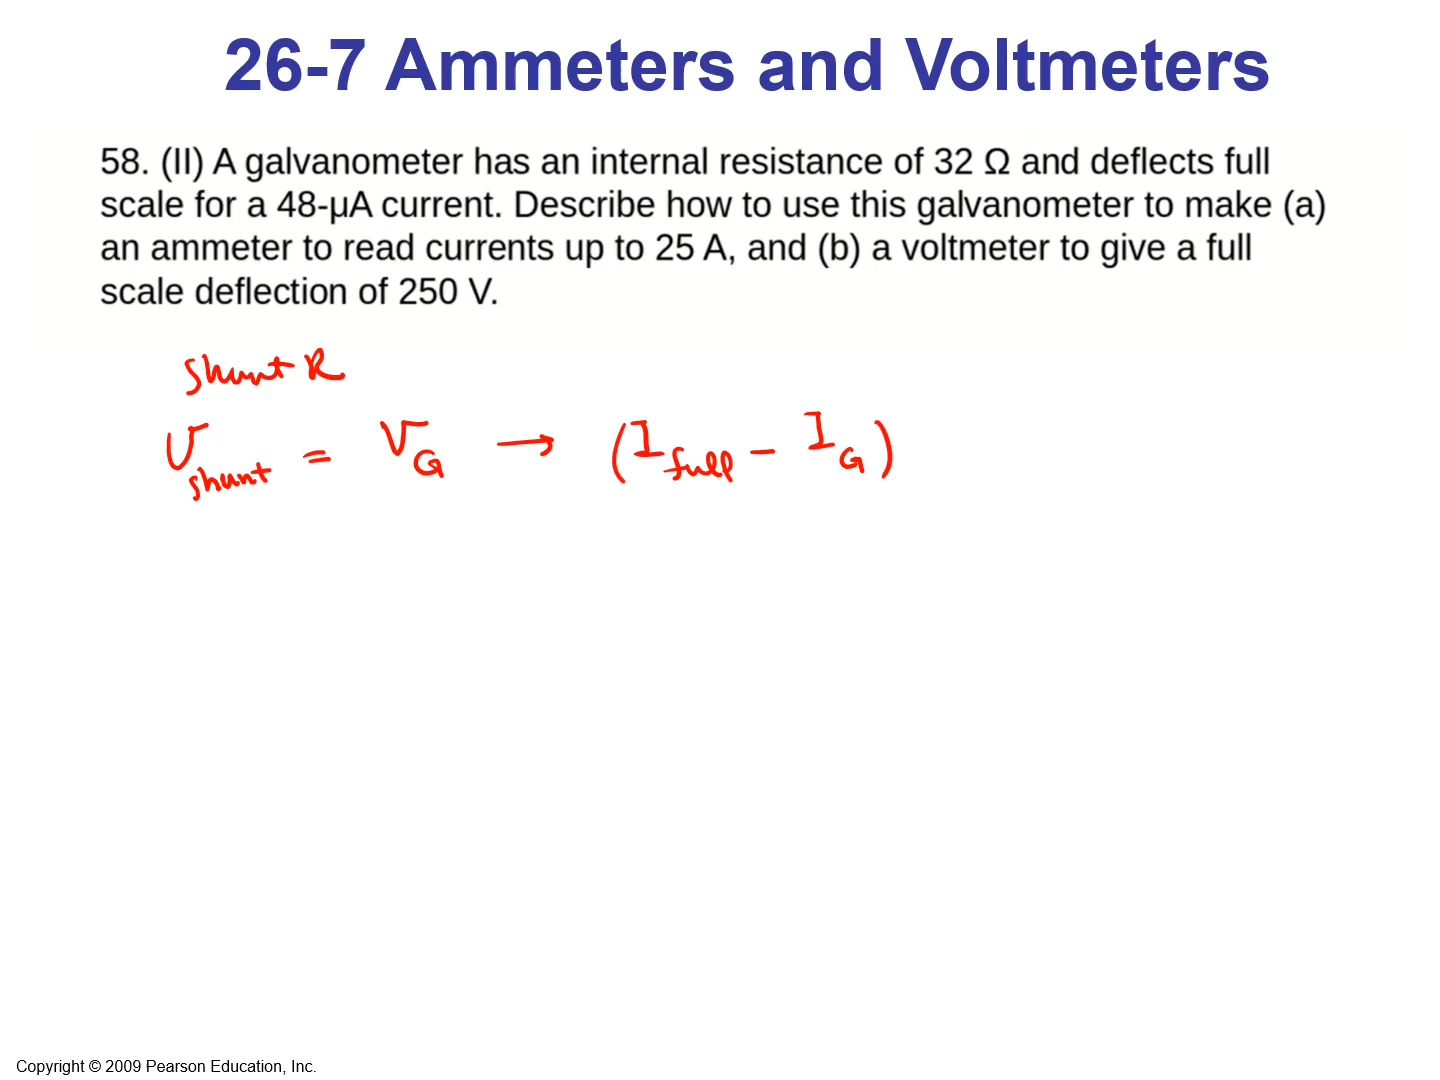 26-7 Ammeters and Voltmeters
58. (II) A galvanometer has an internal resistance of 32 Ω and deflects full
scale for a 48-μA current. Describe how to use this galvanometer to make (a)
an ammeter to read currents up to 25 A, and (b) a voltmeter to give a full
scale deflection of 250 V.
shunt R
V shunt = V G → (I full - I G)
Copyright © 2009 Pearson Education, Inc.